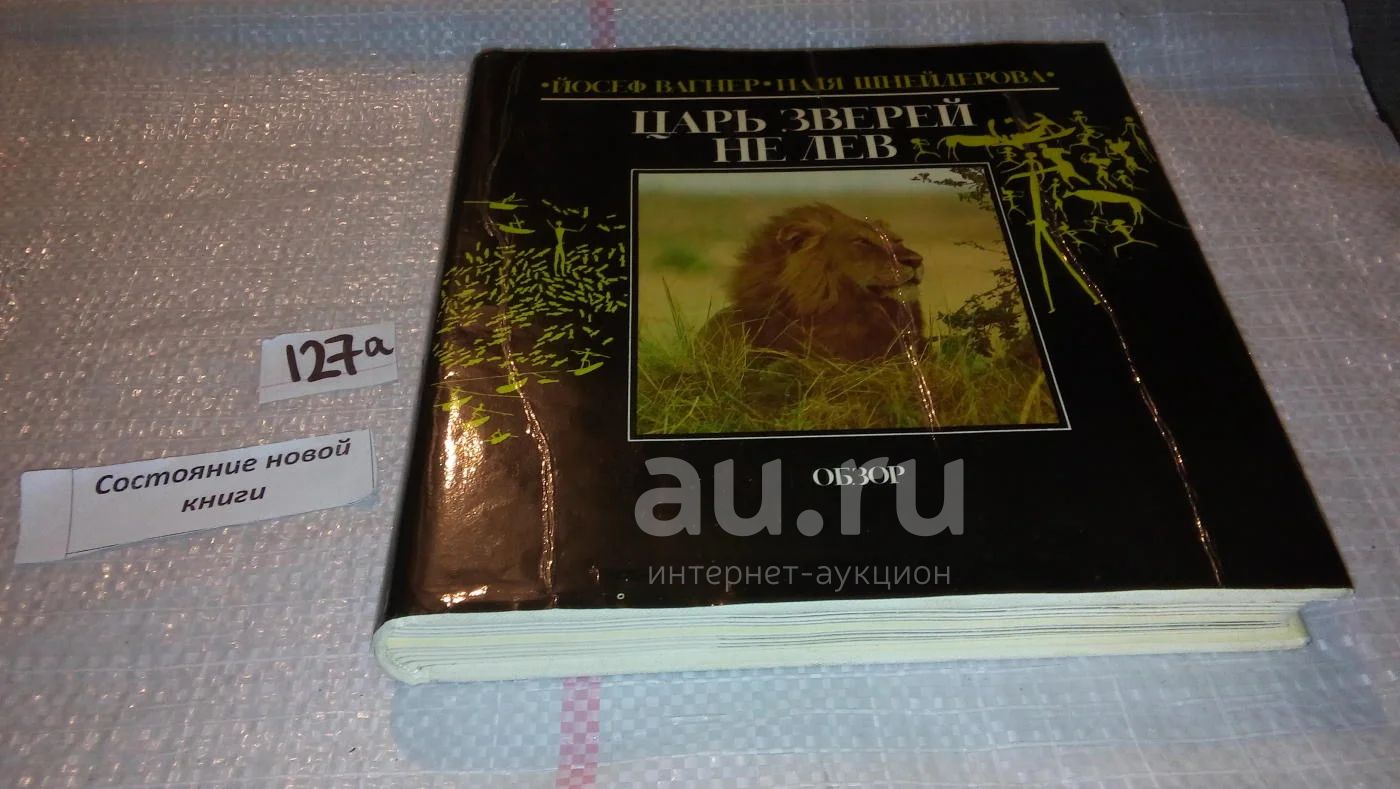 •ЙОСЕФ ВАГНЕР•НАДЯ ШНЕЙДЕРОВА•
ЦАРЬ ЗВЕРЕЙ
НЕ ЛЕВ
127а
Состояние новой
книги
ОБЗОР
au.ru
интернет-аукцион